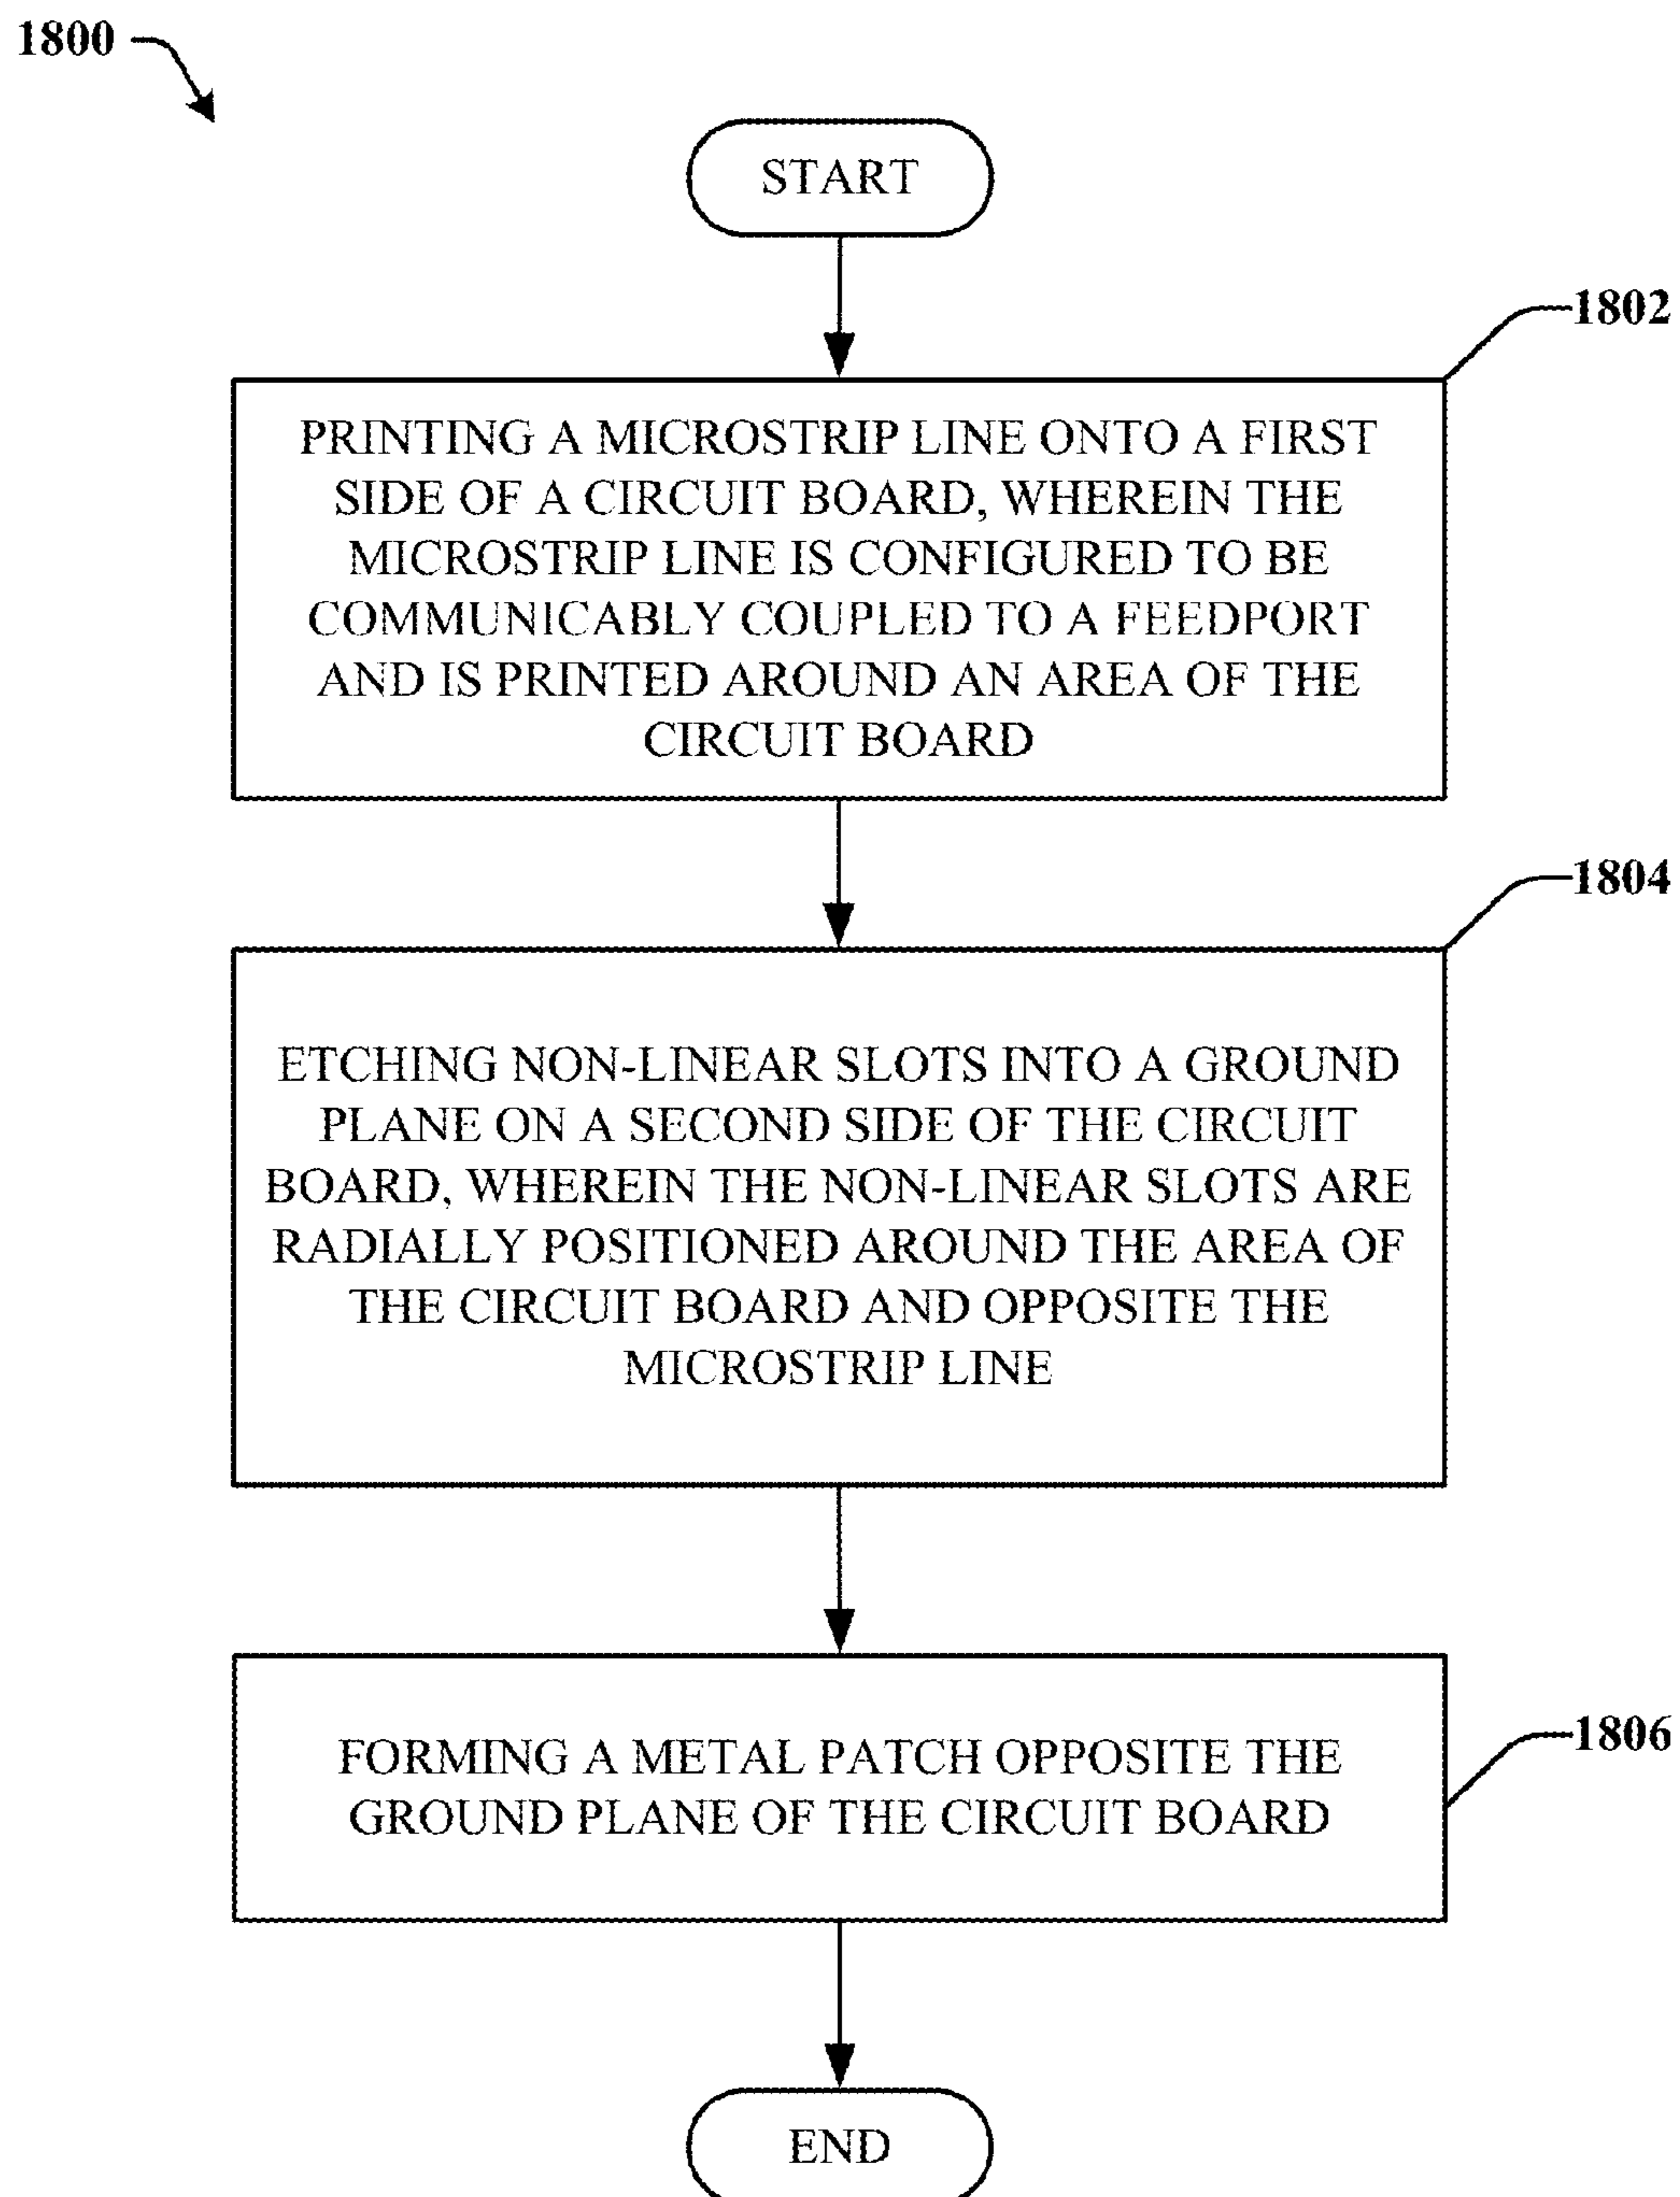 1800
START
1802
PRINTING A MICROSTRIP LINE ONTO A FIRST
SIDE OF A CIRCUIT BOARD, WHEREIN THE
MICROSTRIP LINE IS CONFIGURED TO BE
COMMUNICABLY COUPLED TO A FEEDPORT
AND IS PRINTED AROUND AN AREA OF THE
CIRCUIT BOARD
1804
ETCHING NON-LINEAR SLOTS INTO A GROUND
PLANE ON A SECOND SIDE OF THE CIRCUIT
BOARD, WHEREIN THE NON-LINEAR SLOTS ARE
RADIALLY POSITIONED AROUND THE AREA OF
THE CIRCUIT BOARD AND OPPOSITE THE
MICROSTRIP LINE
1806
FORMING A METAL PATCH OPPOSITE THE
GROUND PLANE OF THE CIRCUIT BOARD
END